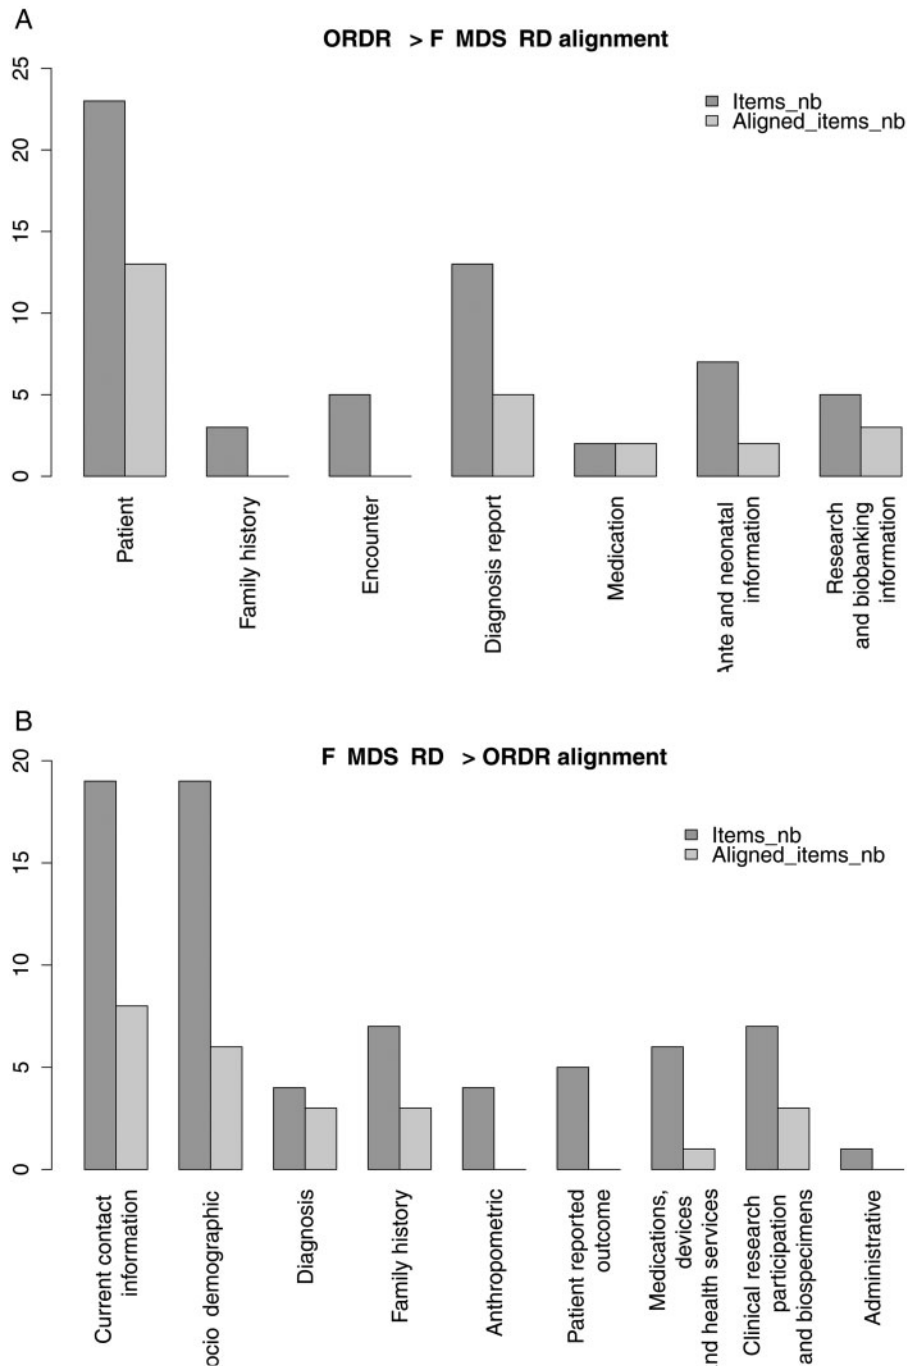 A
ORDR > F MDS RD alignment
25
20
15
10
5
0
Items_nb
Aligned_items_nb
Patient
Family history
Encounter
Diagnosis report
Medication
Ante and neonatal
information
Research
and biobanking
information
B
F MDS RD > ORDR alignment
20
15
10
5
0
Items_nb
Aligned_items_nb
Current contact
information
ocio demographic
Diagnosis
Family history
Anthropometric
Patient reported
outcome
Medications,
devices
nd health services
Clinical research
participation
and biospecimens
Administrative